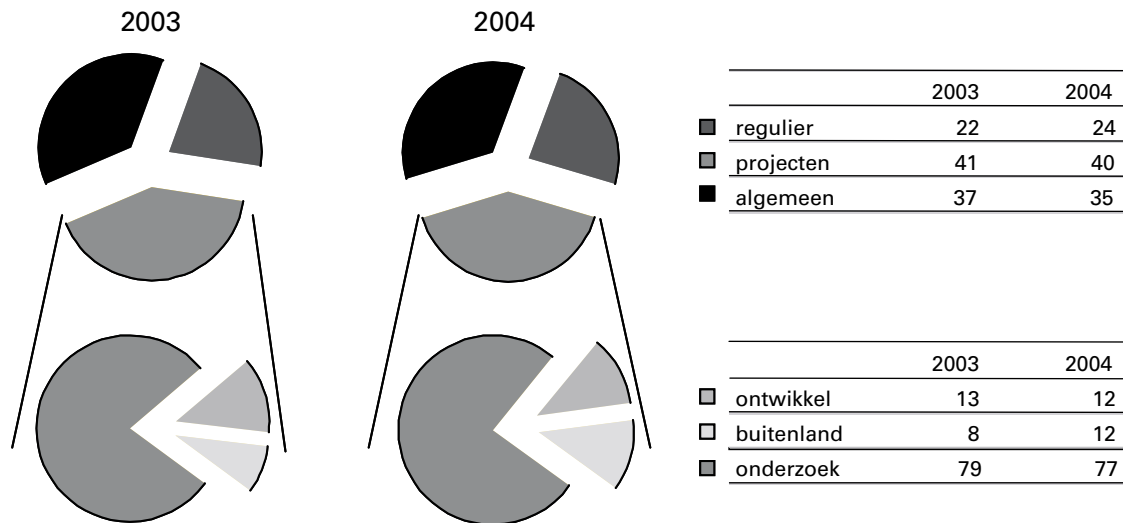 2003 2004
2003 2004
regulier 22 24
projecten 41 40
algemeen 37 35
2003 2004
ontwikkel 13 12
buitenland 8 12
onderzoek 79 77